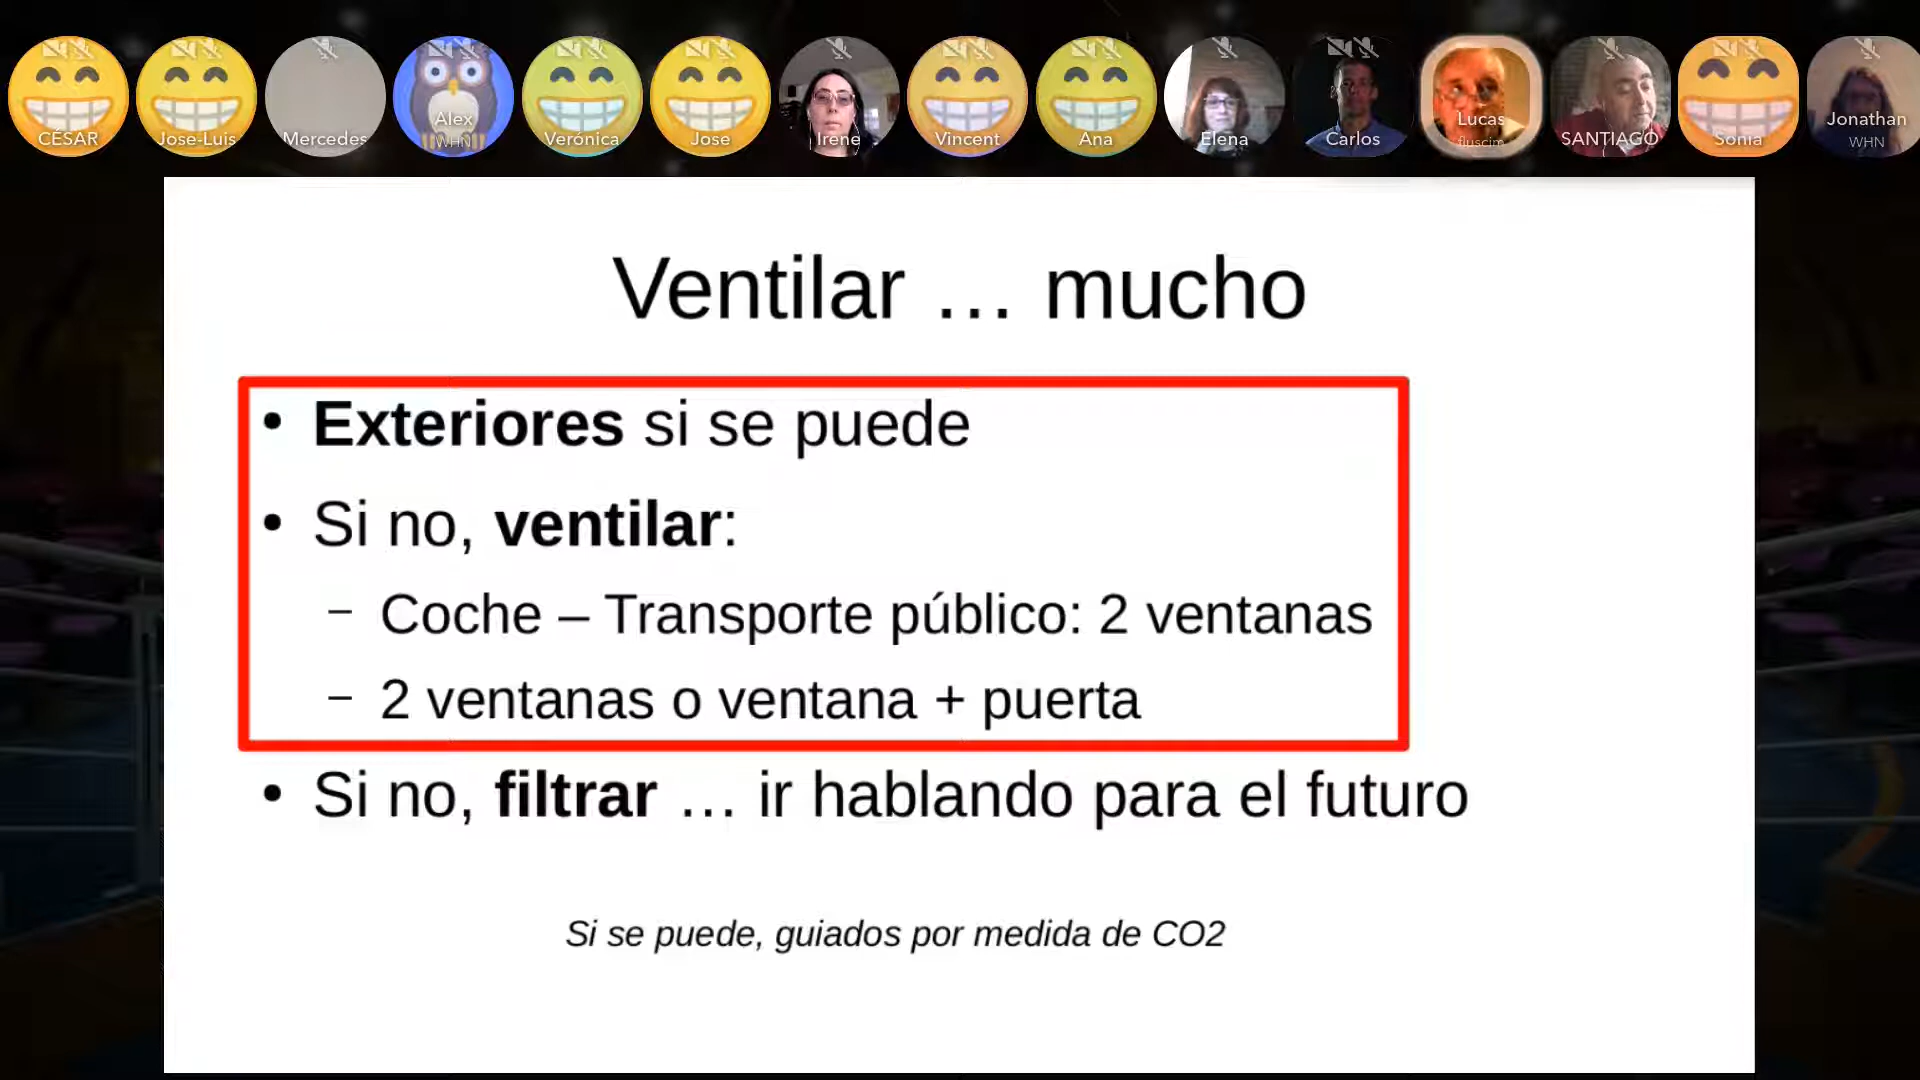 CÉSAR
Jose-Luis
Mercedes
Alex
WHN
Verónica
Jose
Irene
Vincent
Ana
Elena
Carlos
Lucas
fluscim
SANTIAGO
Sonia
Jonathan
WHN
Ventilar … mucho
• Exteriores si se puede
• Si no, ventilar:
– Coche – Transporte público: 2 ventanas
– 2 ventanas o ventana + puerta
• Si no, filtrar … ir hablando para el futuro
Si se puede, guiados por medida de CO2